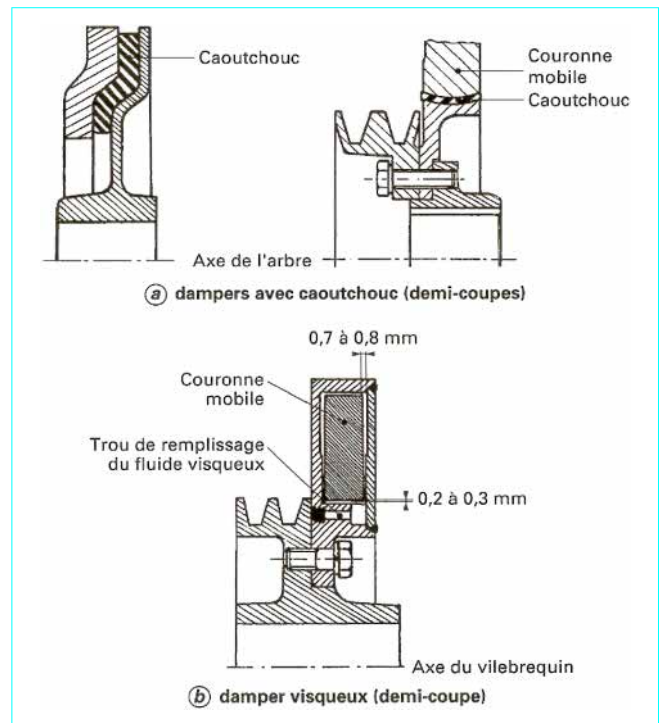 Caoutchouc
Couronne
mobile
Caoutchouc
Axe de l'arbre
a dampers avec caoutchouc (demi-coupes)
0,7 à 0,8 mm
Couronne
mobile
Trou de remplissage
du fluide visqueux
0,2 à 0,3 mm
Axe du vilebrequin
b damper visqueux (demi-coupe)